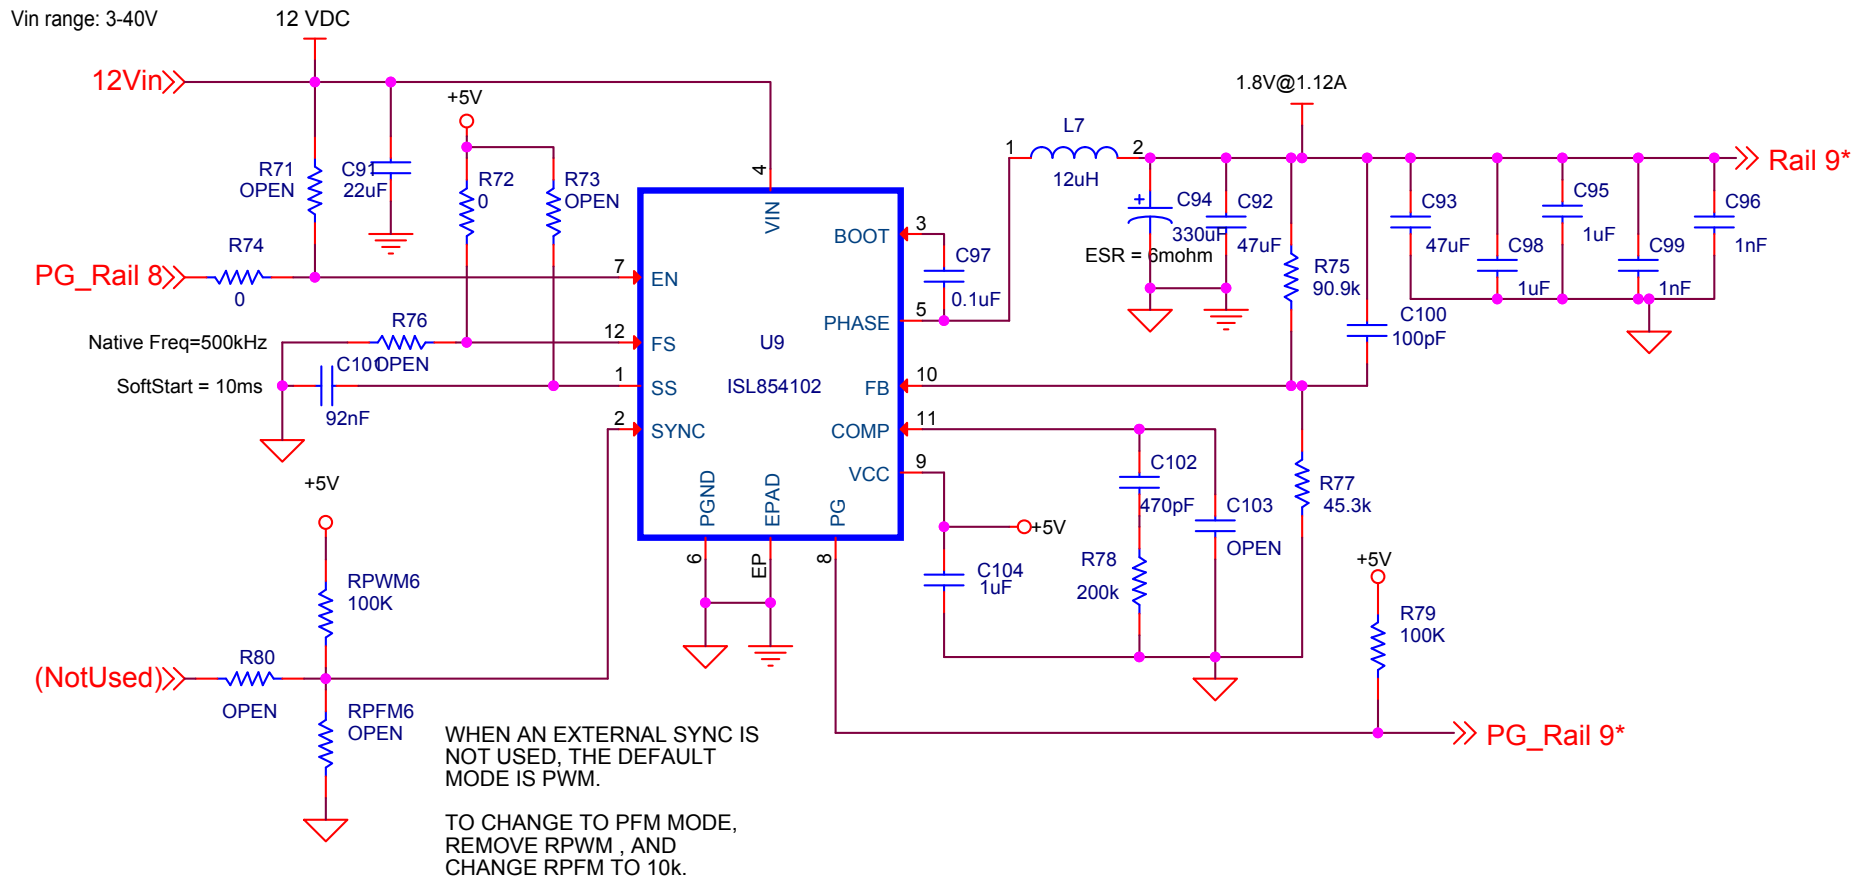 Vin range: 3-40V
12 VDC
12Vin
+5V
1.8V@1.12A
L7
1
2
12uH
Rail 9*
R71
OPEN
C91
22uF
R72
0
R73
OPEN
4
VIN
C94
330uF
ESR = 6mohm
C92
47uF
R75
90.9k
C93
47uF
C98
1uF
C95
1uF
C99
1nF
C96
1nF
C100
100pF
R74
0
PG_Rail 8
7
EN
BOOT
3
C97
0.1uF
PHASE
5
Native Freq=500kHz
R76
OPEN
12
FS
U9
ISL854102
SoftStart = 10ms
C101
92nF
1
SS
FB
10
2
SYNC
COMP
11
VCC
9
PGND
EPAD
PG
6
EP
8
C102
470pF
C103
OPEN
R77
45.3k
+5V
R78
200k
C104
1uF
+5V
RPWM6
100K
+5V
R79
100K
(NotUsed)
R80
OPEN
RPFM6
OPEN
PG_Rail 9*
WHEN AN EXTERNAL SYNC IS
NOT USED, THE DEFAULT
MODE IS PWM.
TO CHANGE TO PFM MODE,
REMOVE RPWM , AND
CHANGE RPFM TO 10k.